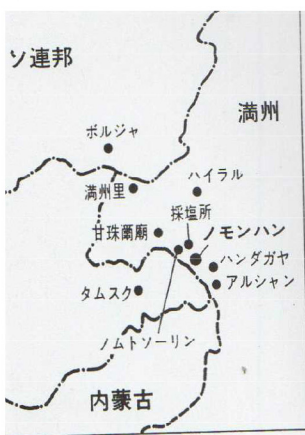 ソ連邦
満州
ボルジャ
満州里
ハイラル
採塩所
甘珠爾廟
ノモンハン
ハンダガヤ
アルシャン
タムスク
ノムトソーリン
内蒙古